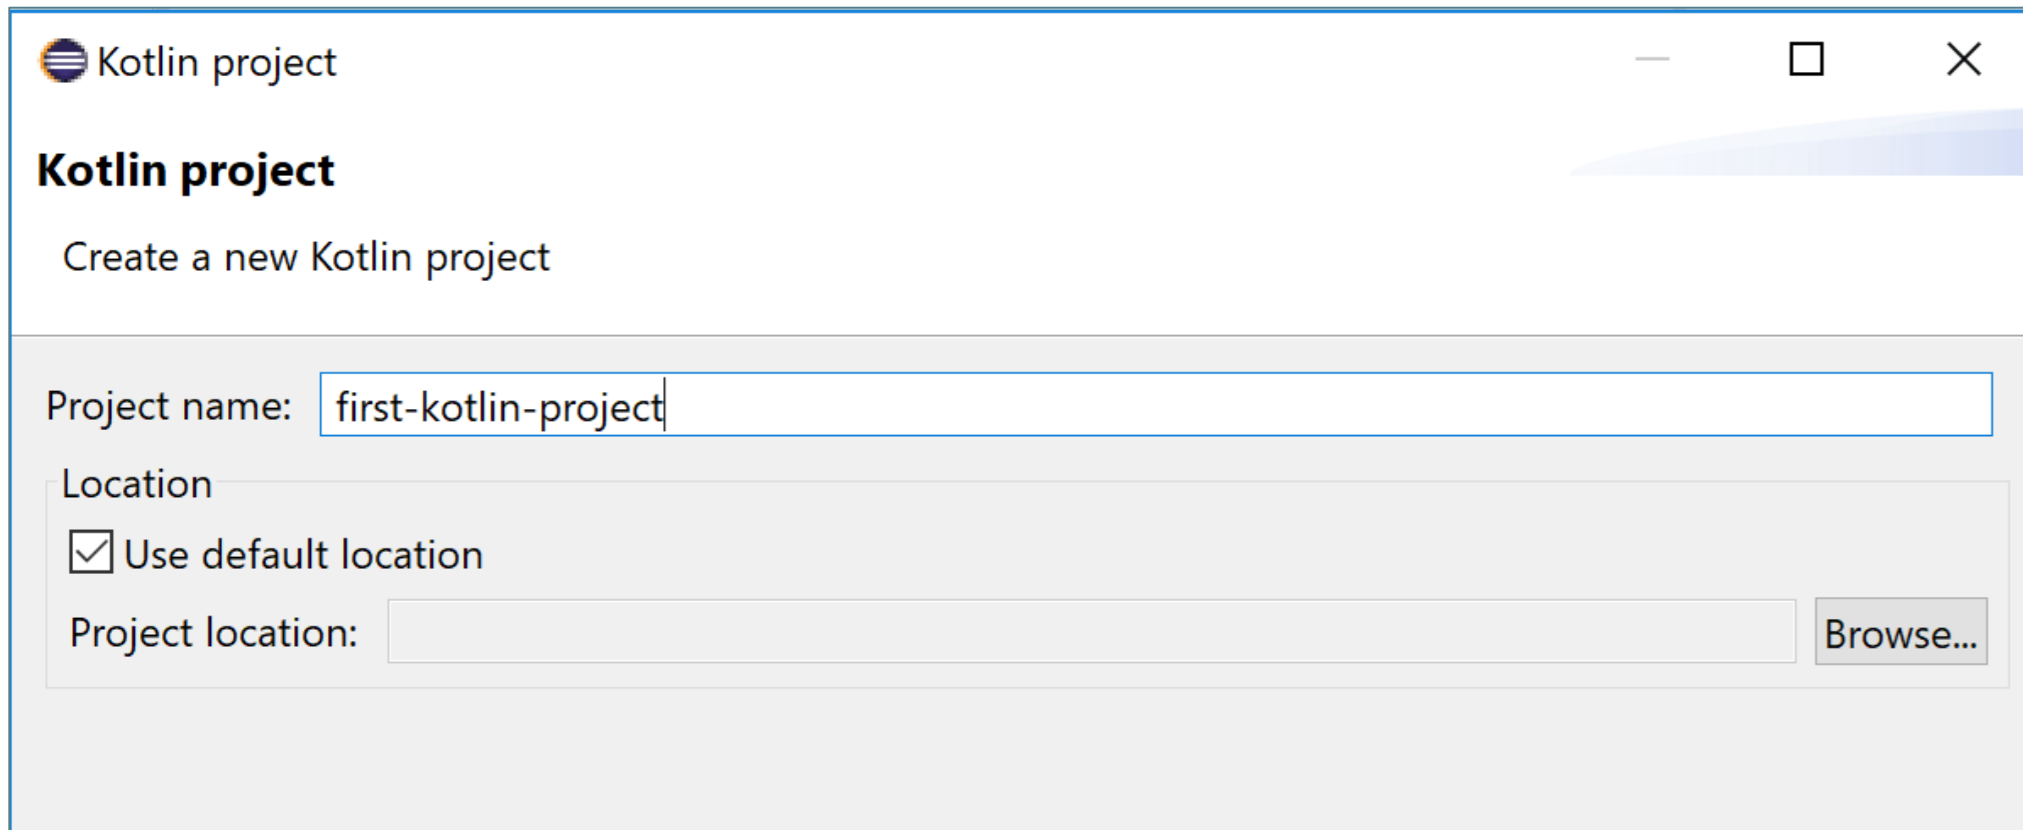 Kotlin project
Kotlin project
Create a new Kotlin project
Project name: first-kotlin-project
Location
Use default location
Project location: Browse...